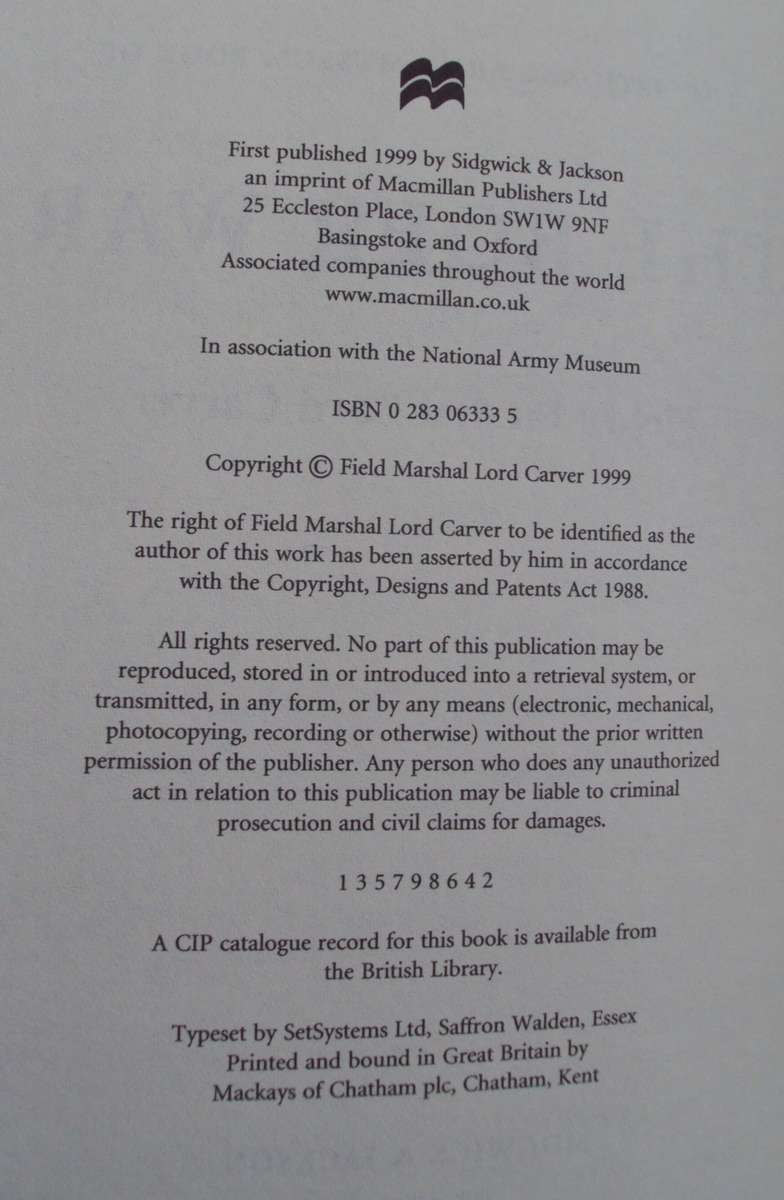 First published 1999 by Sidgwick & Jackson
an imprint of Macmillan Publishers Ltd
25 Eccleston Place, London SW1W 9NF
Basingstoke and Oxford
Associated companies throughout the world
www.macmillan.co.uk
In association with the National Army Museum
ISBN 0 283 06333 5
Copyright © Field Marshal Lord Carver 1999
The right of Field Marshal Lord Carver to be identified as the
author of this work has been asserted by him in accordance
with the Copyright, Designs and Patents Act 1988.
All rights reserved. No part of this publication may be
reproduced, stored in or introduced into a retrieval system, or
transmitted, in any form, or by any means (electronic, mechanical,
photocopying, recording or otherwise) without the prior written
permission of the publisher. Any person who does any unauthorized
act in relation to this publication may be liable to criminal
prosecution and civil claims for damages.
1 3 5 7 9 8 6 4 2
A CIP catalogue record for this book is available from
the British Library.
Typeset by SetSystems Ltd, Saffron Walden, Essex
Printed and bound in Great Britain by
Mackays of Chatham plc, Chatham, Kent